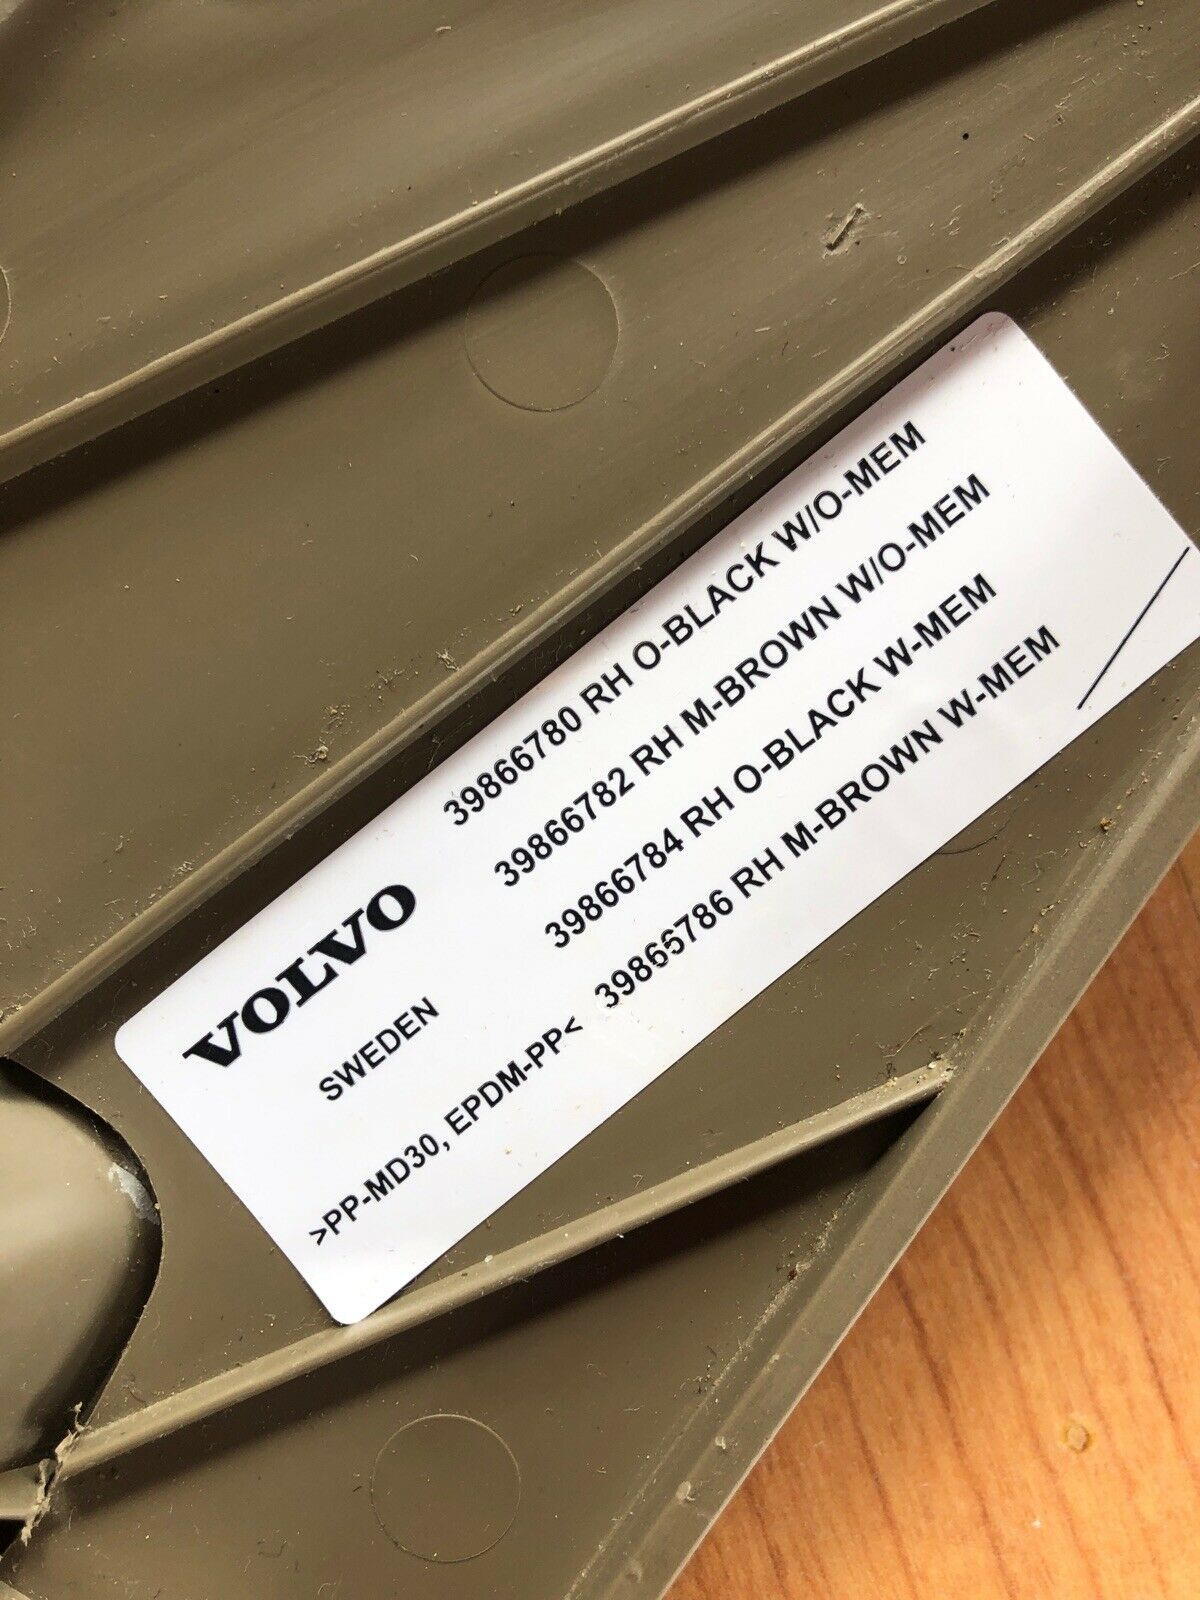 VOLVO
SWEDEN
>PP-MD30, EPDM-PP<
39866780 RH O-BLACK W/O-MEM
39866782 RH M-BROWN W/O-MEM
39866784 RH O-BLACK W-MEM
39866786 RH M-BROWN W-MEM